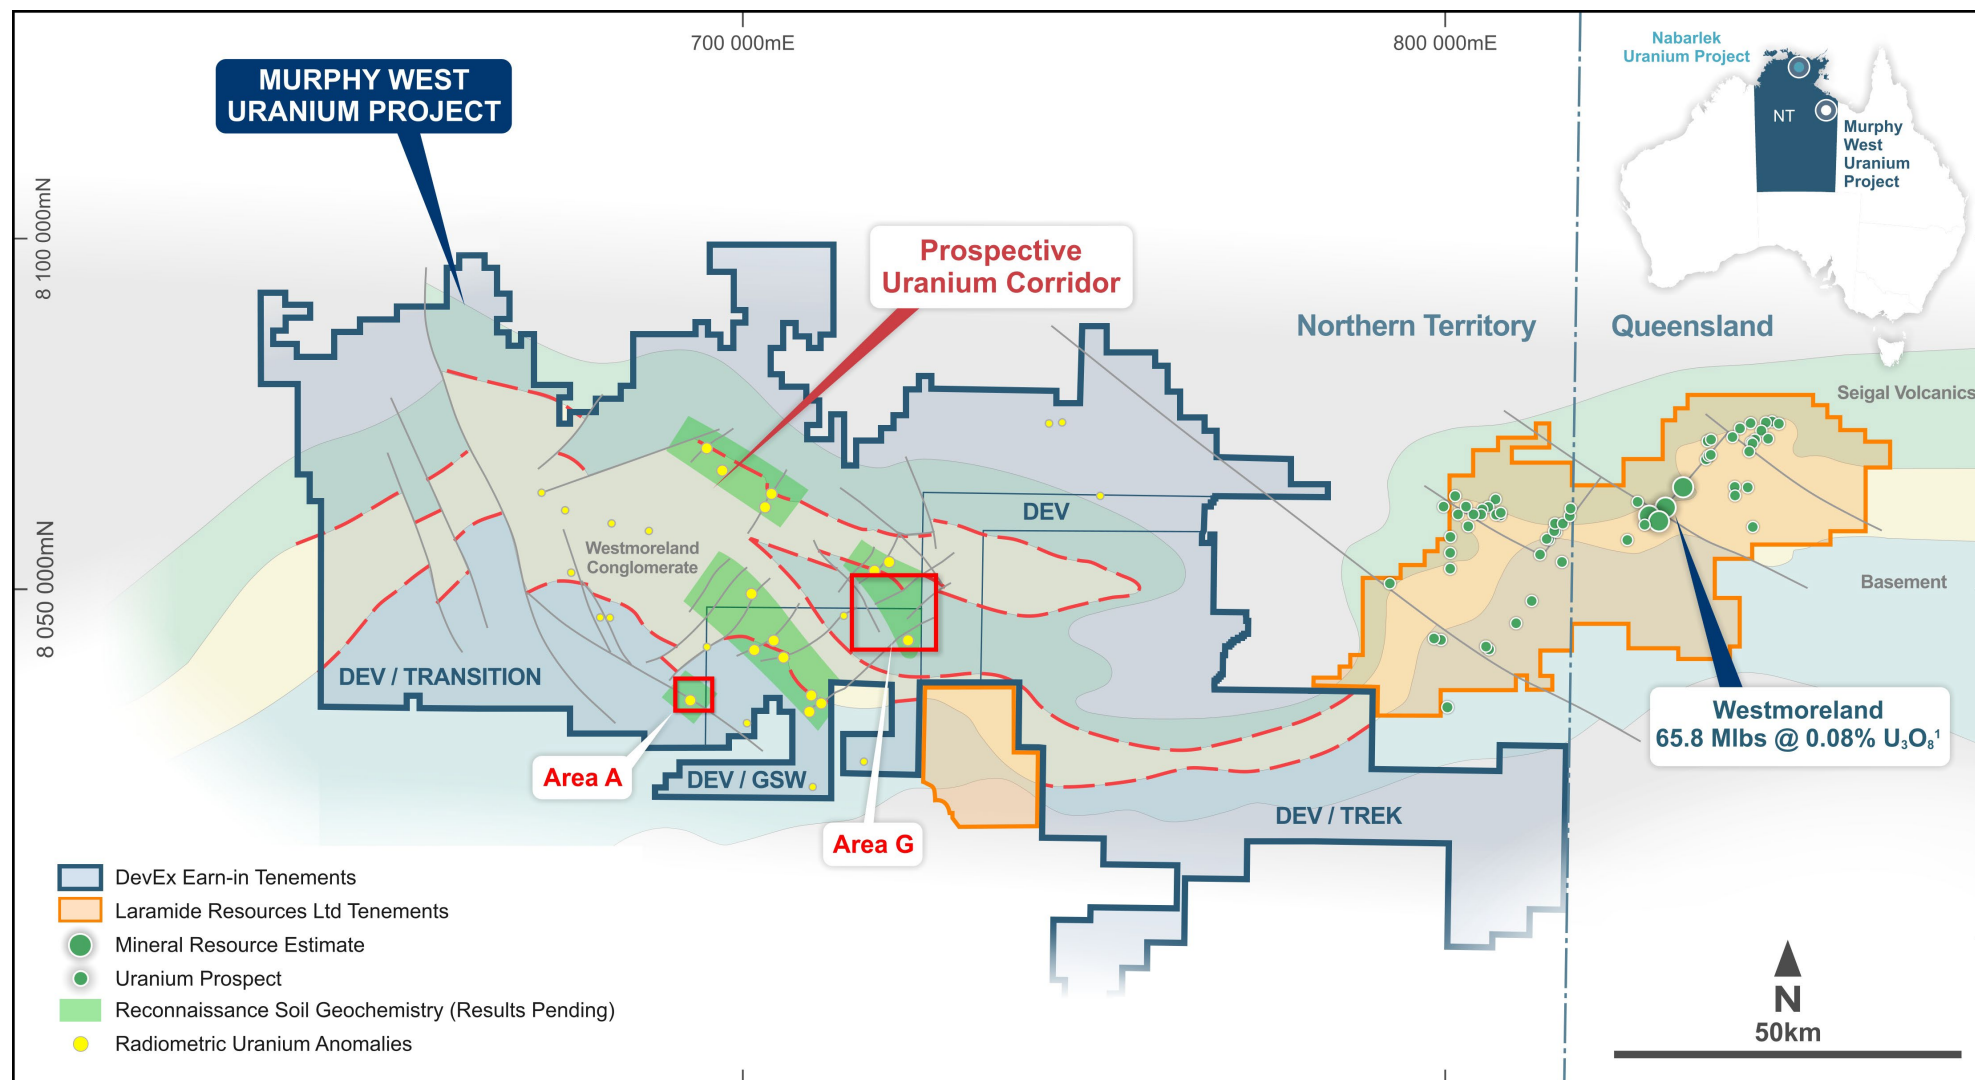 700 000mE
800 000mE
Nabarlek
Uranium Project
NT
Murphy
West
Uranium
Project
MURPHY WEST
URANIUM PROJECT
8 100 000mN
Prospective
Uranium Corridor
Northern Territory
Queensland
Seigal Volcanics
DEV
Westmoreland
Conglomerate
Basement
8 050 000mN
DEV / TRANSITION
Westmoreland
65.8 Mlbs @ 0.08% U₃O₈¹
Area A
DEV / GSW
DEV / TREK
Area G
DevEx Earn-in Tenements
Laramide Resources Ltd Tenements
Mineral Resource Estimate
Uranium Prospect
Reconnaissance Soil Geochemistry (Results Pending)
Radiometric Uranium Anomalies
N
50km